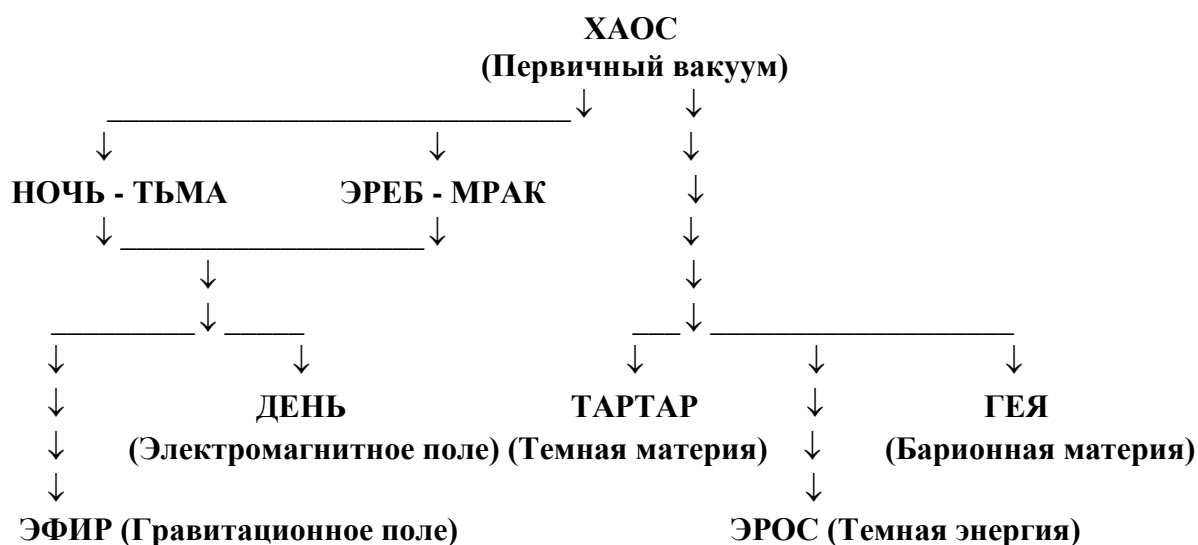 ХАОС
(Первичный вакуум)
НОЧЬ - ТЬМА ЭРЕБ - МРАК
ДЕНЬ ТАРТАР ГЕЯ
(Электромагнитное поле) (Темная материя) (Барионная материя)
ЭФИР (Гравитационное поле) ЭРОС (Темная энергия)